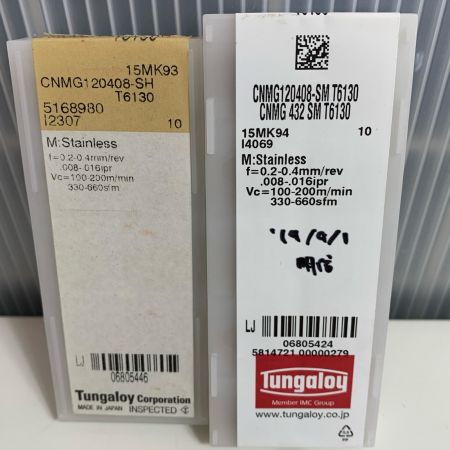 15MK93
CNMG120408-SH
T6130
5168980
I2307 10
M:Stainless
f=0.2-0.4mm/rev
.008-.016ipr
Vc=100-200m/min
330-660sfm
LJ
06805446
Tungaloy Corporation
MADE IN JAPAN INSPECTED
CNMG120408-SM T6130
CNMG 432 SM T6130
15MK94 10
I4069
M:Stainless
f=0.2-0.4mm/rev
.008-.016ipr
Vc=100-200m/min
330-660sfm
LJ
06805424
5814721 00000279
Tungaloy
Member IMC Group
www.tungaloy.co.jp